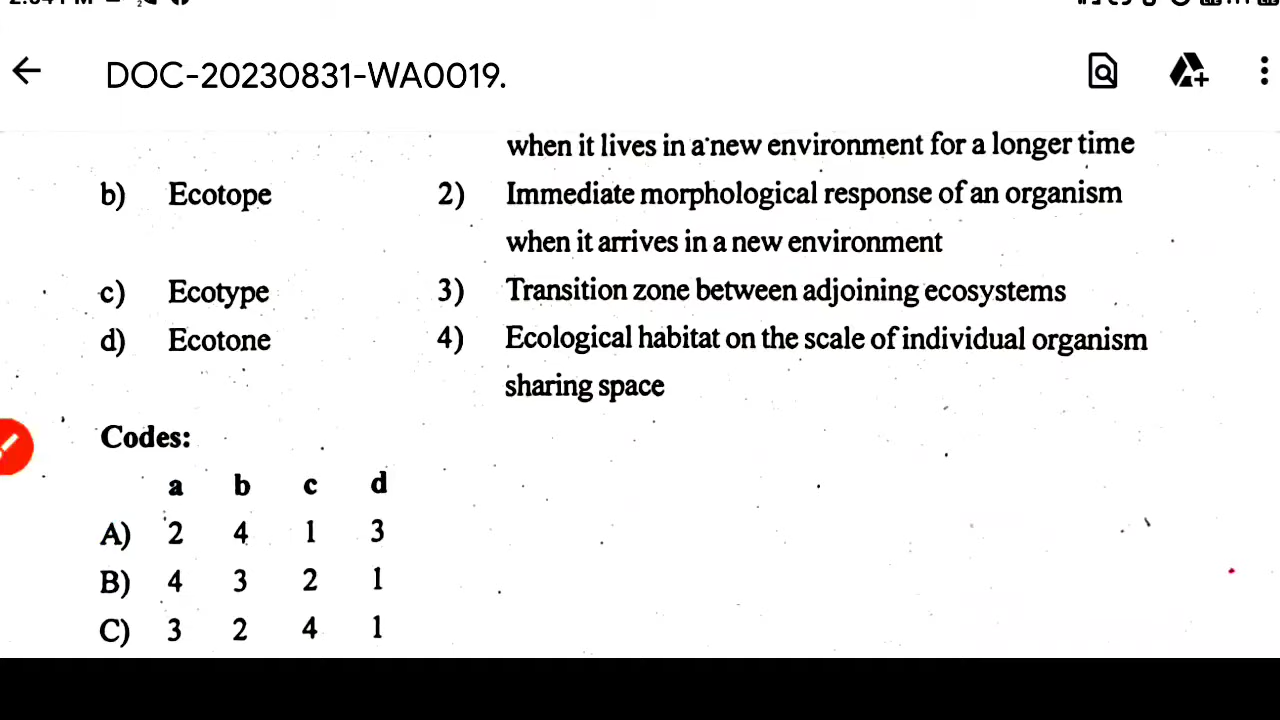 DOC-20230831-WA0019.
when it lives in a new environment for a longer time
b) Ecotope 2) Immediate morphological response of an organism
when it arrives in a new environment
c) Ecotype 3) Transition zone between adjoining ecosystems
d) Ecotone 4) Ecological habitat on the scale of individual organism
sharing space
Codes:
a b c d
A) 2 4 1 3
B) 4 3 2 1
C) 3 2 4 1